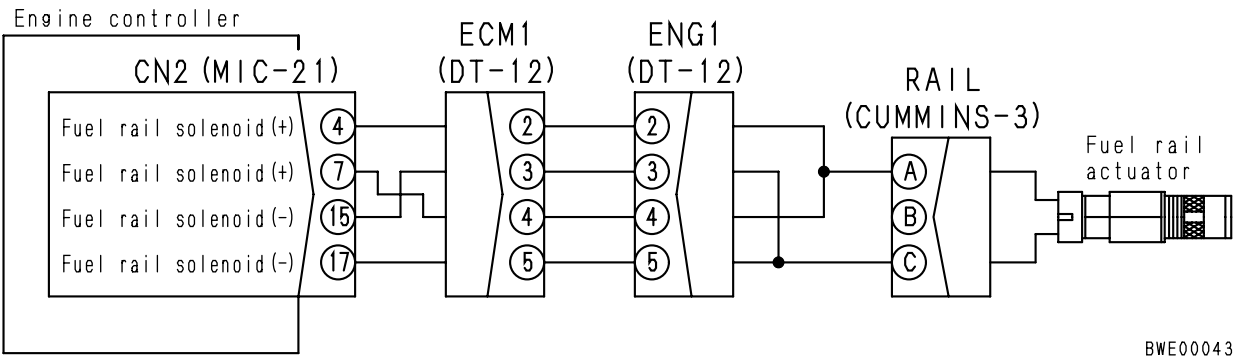 Engine controller
CN2 (MIC-21)
ECM1
(DT-12)
ENG1
(DT-12)
RAIL
(CUMMINS-3)
Fuel rail
actuator
Fuel rail solenoid (+) 4
Fuel rail solenoid (+) 7
Fuel rail solenoid (-) 15
Fuel rail solenoid (-) 17
2
3
4
5
2
3
4
5
A
B
C
BWE00043